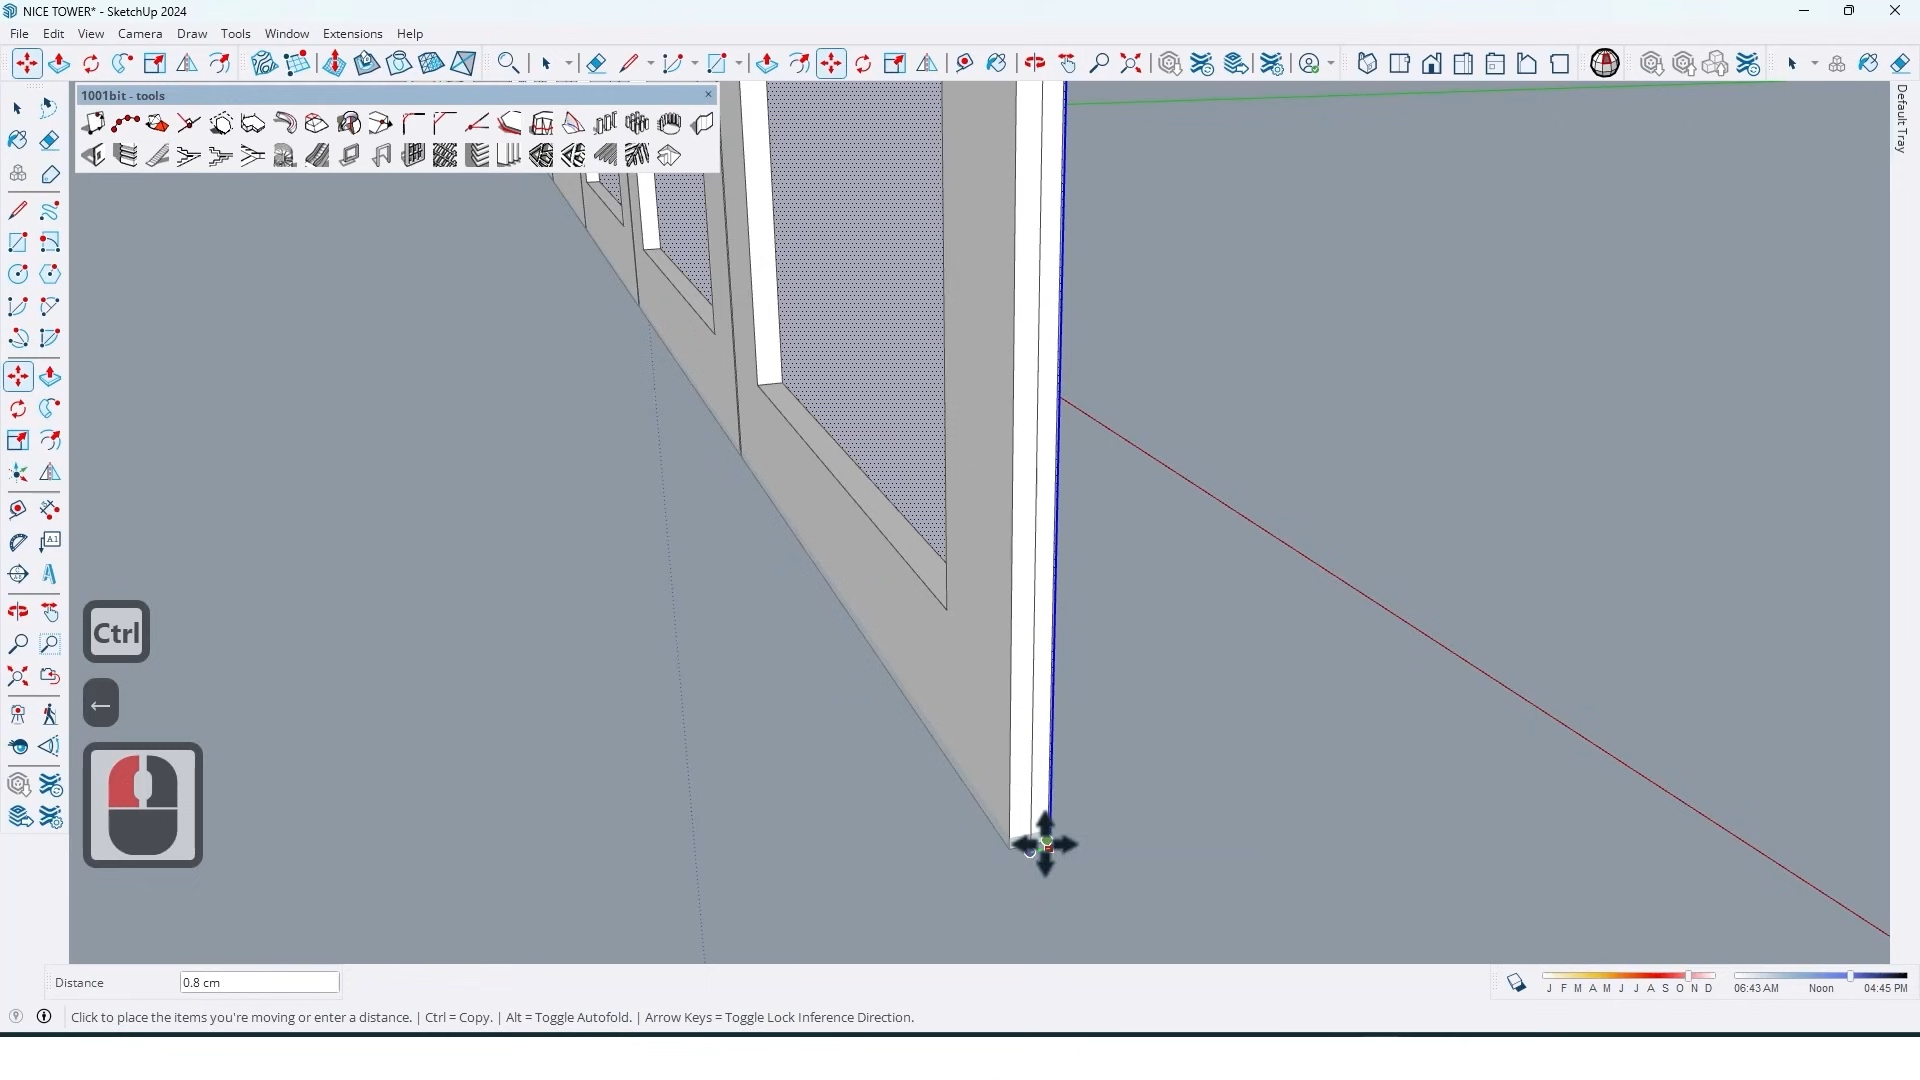 NICE TOWER* - SketchUp 2024
File Edit View Camera Draw Tools Window Extensions Help
1001bit - tools
Default Tray
A1
Ctrl
←
Distance 0.8 cm
J F M A M J J A S O N D 06:43 AM Noon 04:45 PM
Click to place the items you're moving or enter a distance. | Ctrl = Copy. | Alt = Toggle Autofold. | Arrow Keys = Toggle Lock Inference Direction.